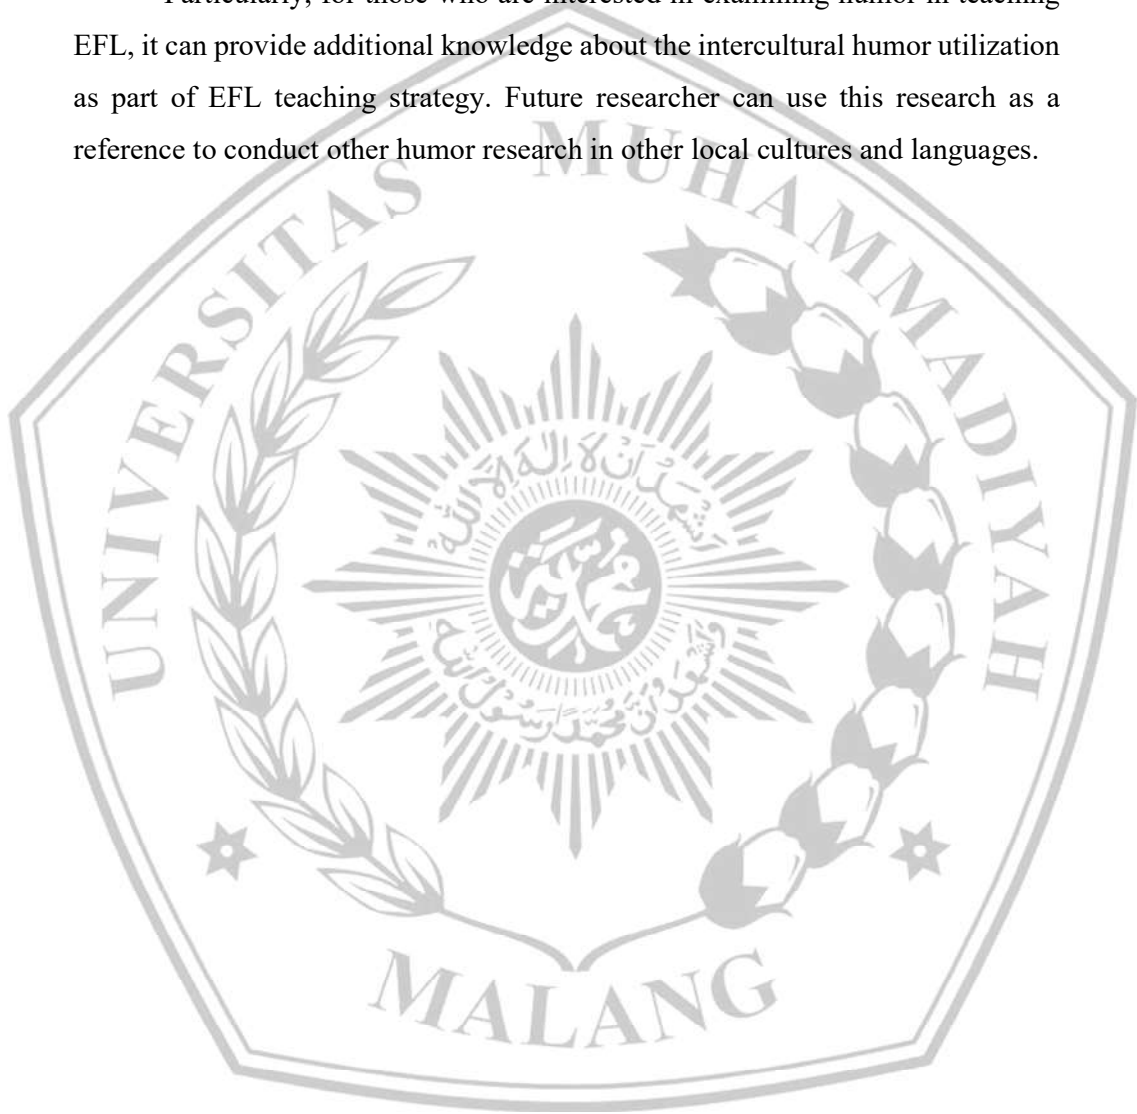 Particularly, for those who are interested in examining humor in teaching
EFL, it can provide additional knowledge about the intercultural humor utilization
as part of EFL teaching strategy. Future researcher can use this research as a
reference to conduct other humor research in other local cultures and languages.
UNIVERSITAS MUHAMMADIYAH
اَشْهَدُ اَنْ لَا اِلٰهَ اِلَّا اللهُ
وَاَشْهَدُ اَنَّ مُحَمَّدًا رَسُوْلُ اللهِ
MALANG